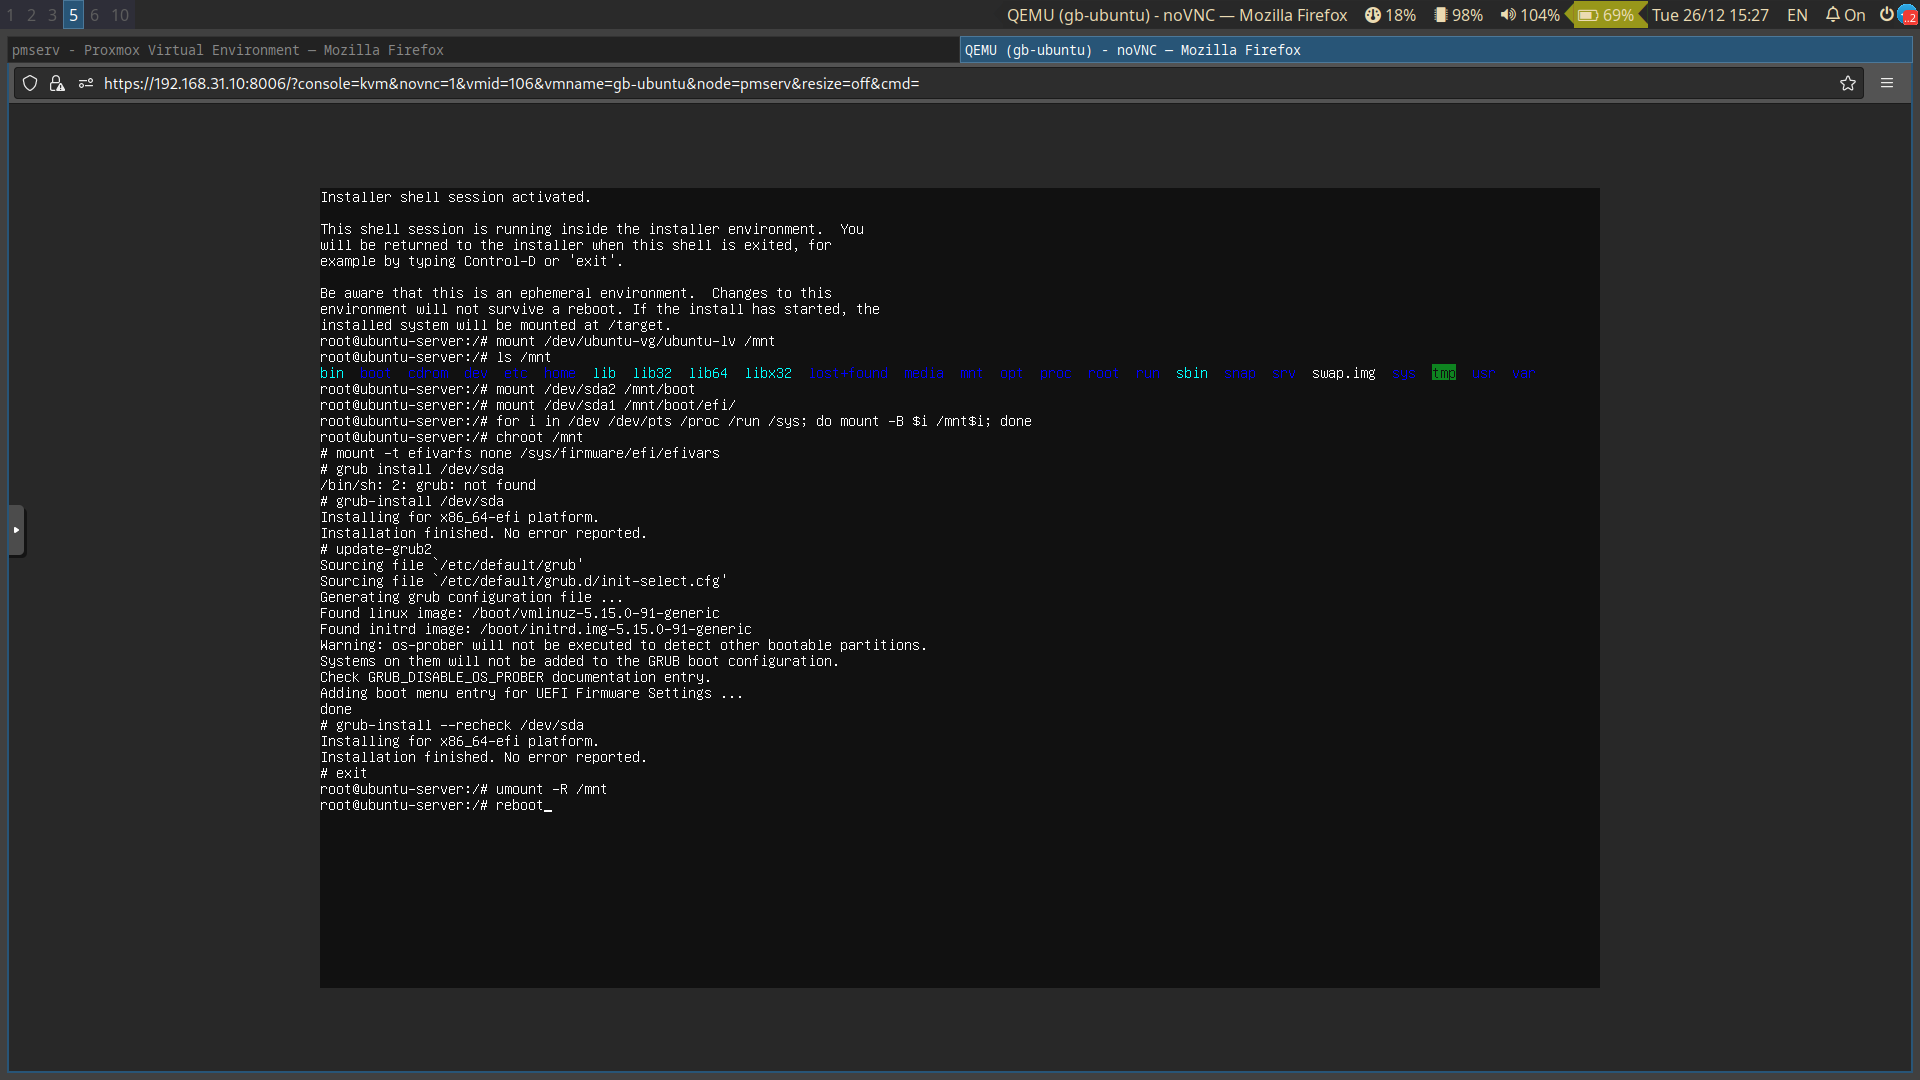 1 2 3 5 6 10
QEMU (gb-ubuntu) - noVNC — Mozilla Firefox 18% 98% 104% 69% Tue 26/12 15:27 EN On 2
pmserv - Proxmox Virtual Environment — Mozilla Firefox
QEMU (gb-ubuntu) - noVNC — Mozilla Firefox
https://192.168.31.10:8006/?console=kvm&novnc=1&vmid=106&vmname=gb-ubuntu&node=pmserv&resize=off&cmd=
Installer shell session activated.
This shell session is running inside the installer environment.  You
will be returned to the installer when this shell is exited, for
example by typing Control-D or 'exit'.
Be aware that this is an ephemeral environment.  Changes to this
environment will not survive a reboot. If the install has started, the
installed system will be mounted at /target.
root@ubuntu-server:/# mount /dev/ubuntu-vg/ubuntu-lv /mnt
root@ubuntu-server:/# ls /mnt
bin  boot  cdrom  dev  etc  home  lib  lib32  lib64  libx32  lost+found  media  mnt  opt  proc  root  run  sbin  snap  srv  swap.img  sys  tmp  usr  var
root@ubuntu-server:/# mount /dev/sda2 /mnt/boot
root@ubuntu-server:/# mount /dev/sda1 /mnt/boot/efi/
root@ubuntu-server:/# for i in /dev /dev/pts /proc /run /sys; do mount -B $i /mnt$i; done
root@ubuntu-server:/# chroot /mnt
# mount -t efivarfs none /sys/firmware/efi/efivars
# grub install /dev/sda
/bin/sh: 2: grub: not found
# grub-install /dev/sda
Installing for x86_64-efi platform.
Installation finished. No error reported.
# update-grub2
Sourcing file `/etc/default/grub'
Sourcing file `/etc/default/grub.d/init-select.cfg'
Generating grub configuration file ...
Found linux image: /boot/vmlinuz-5.15.0-91-generic
Found initrd image: /boot/initrd.img-5.15.0-91-generic
Warning: os-prober will not be executed to detect other bootable partitions.
Systems on them will not be added to the GRUB boot configuration.
Check GRUB_DISABLE_OS_PROBER documentation entry.
Adding boot menu entry for UEFI Firmware Settings ...
done
# grub-install --recheck /dev/sda
Installing for x86_64-efi platform.
Installation finished. No error reported.
# exit
root@ubuntu-server:/# umount -R /mnt
root@ubuntu-server:/# reboot_